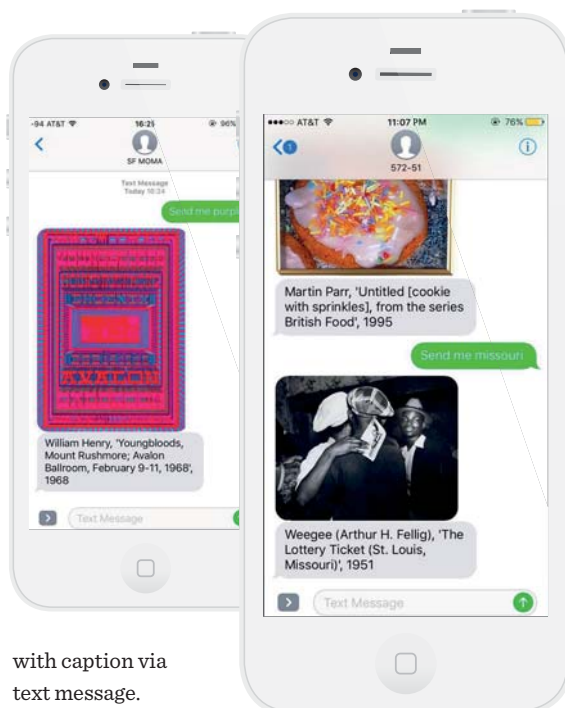 -94 AT&T
16:25
96%
SF MOMA
Text Message
Today 16:24
Send me purpl
William Henry, 'Youngbloods,
Mount Rushmore; Avalon
Ballroom, February 9-11, 1968',
1968
Text Message
AT&T
11:07 PM
76%
1
572-51
Martin Parr, 'Untitled [cookie
with sprinkles], from the series
British Food', 1995
Send me missouri
Weegee (Arthur H. Fellig), 'The
Lottery Ticket (St. Louis,
Missouri)', 1951
Text Message
with caption via
text message.